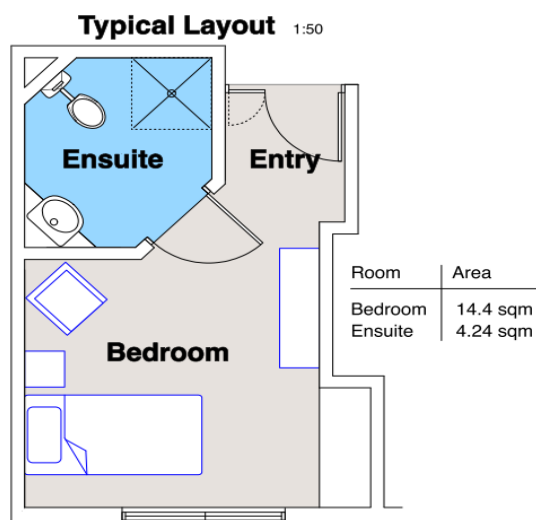 Typical Layout 1:50
Ensuite
Entry
Room Area
Bedroom 14.4 sqm
Ensuite 4.24 sqm
Bedroom